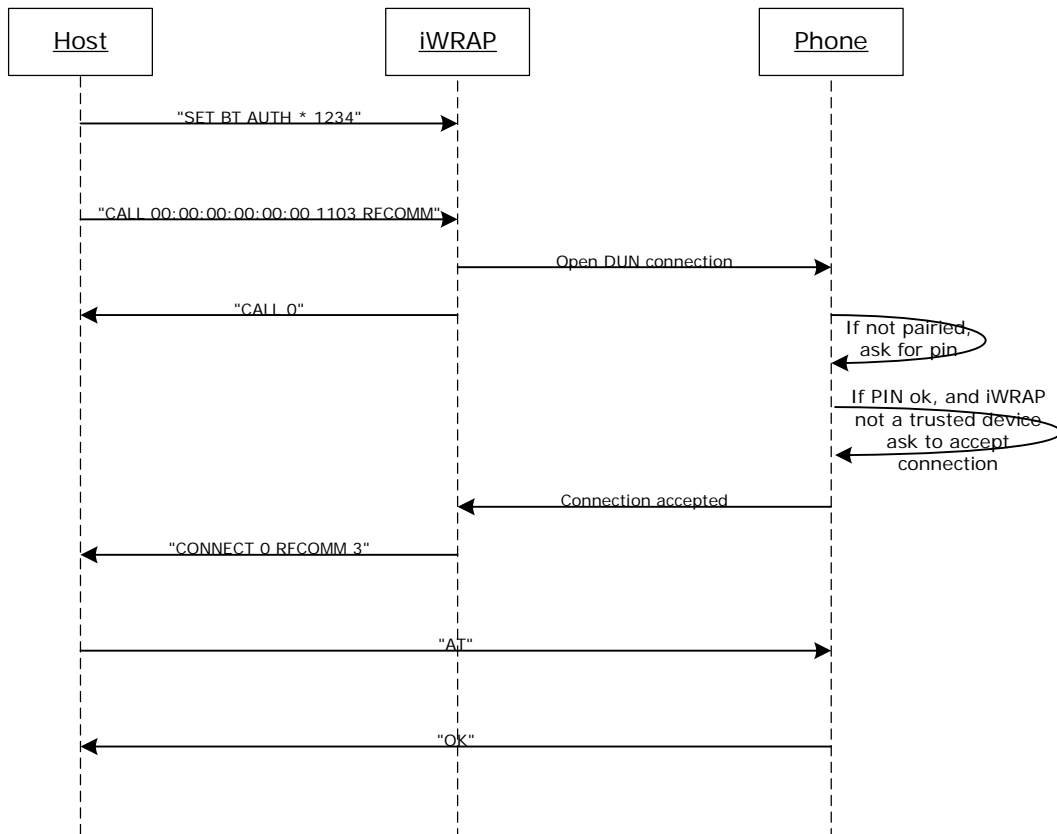 Host
iWRAP
Phone
"SET BT AUTH * 1234"
"CALL 00:00:00:00:00:00 1103 RFCOMM"
Open DUN connection
"CALL 0"
If not pairied,
ask for pin
If PIN ok, and iWRAP
not a trusted device
ask to accept
connection
Connection accepted
"CONNECT 0 RFCOMM 3"
"AT"
"OK"